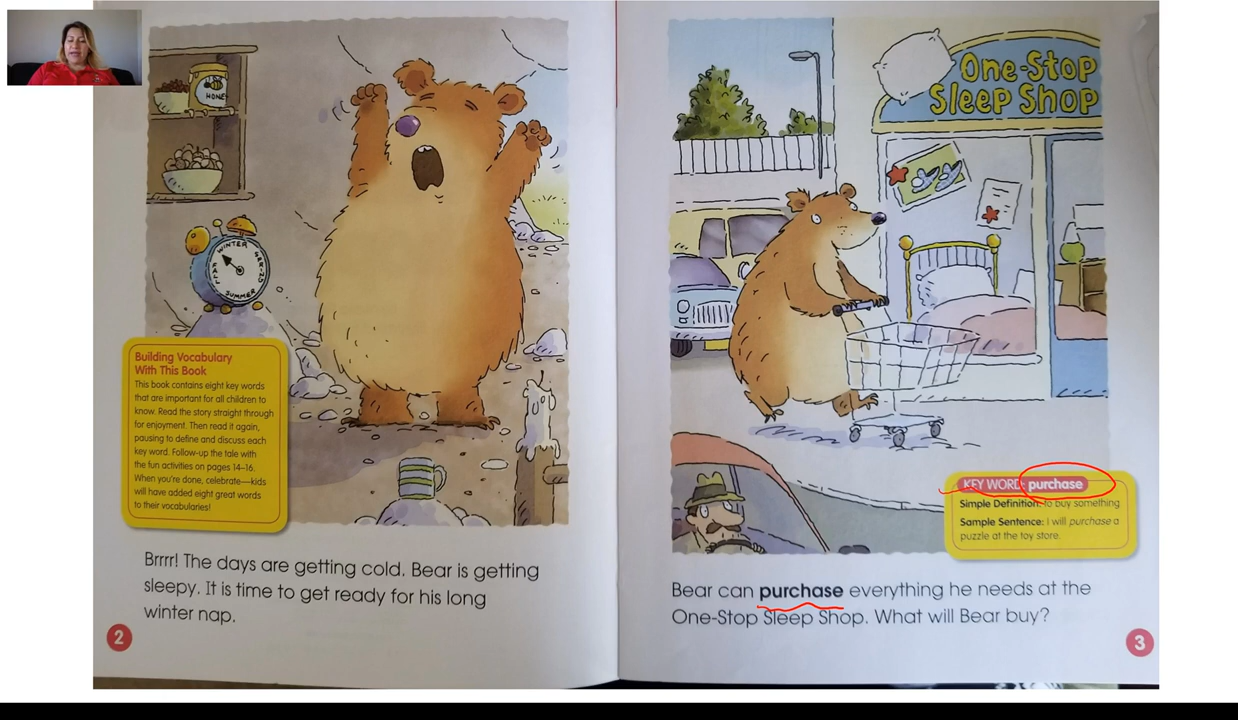 HONE
WINTER
FALL
SUMMER
Building Vocabulary
With This Book
This book contains eight key words
that are important for all children to
know. Read the story straight through
for enjoyment. Then read it again,
pausing to define and discuss each
key word. Follow-up the tale with
the fun activities on pages 14–16.
When you're done, celebrate—kids
will have added eight great words
to their vocabularies!
Brrrr! The days are getting cold. Bear is getting
sleepy. It is time to get ready for his long
winter nap.
2
One-Stop
Sleep Shop
KEY WORD: purchase
Simple Definition: to buy something
Sample Sentence: I will purchase a
puzzle at the toy store.
Bear can purchase everything he needs at the
One-Stop Sleep Shop. What will Bear buy?
3